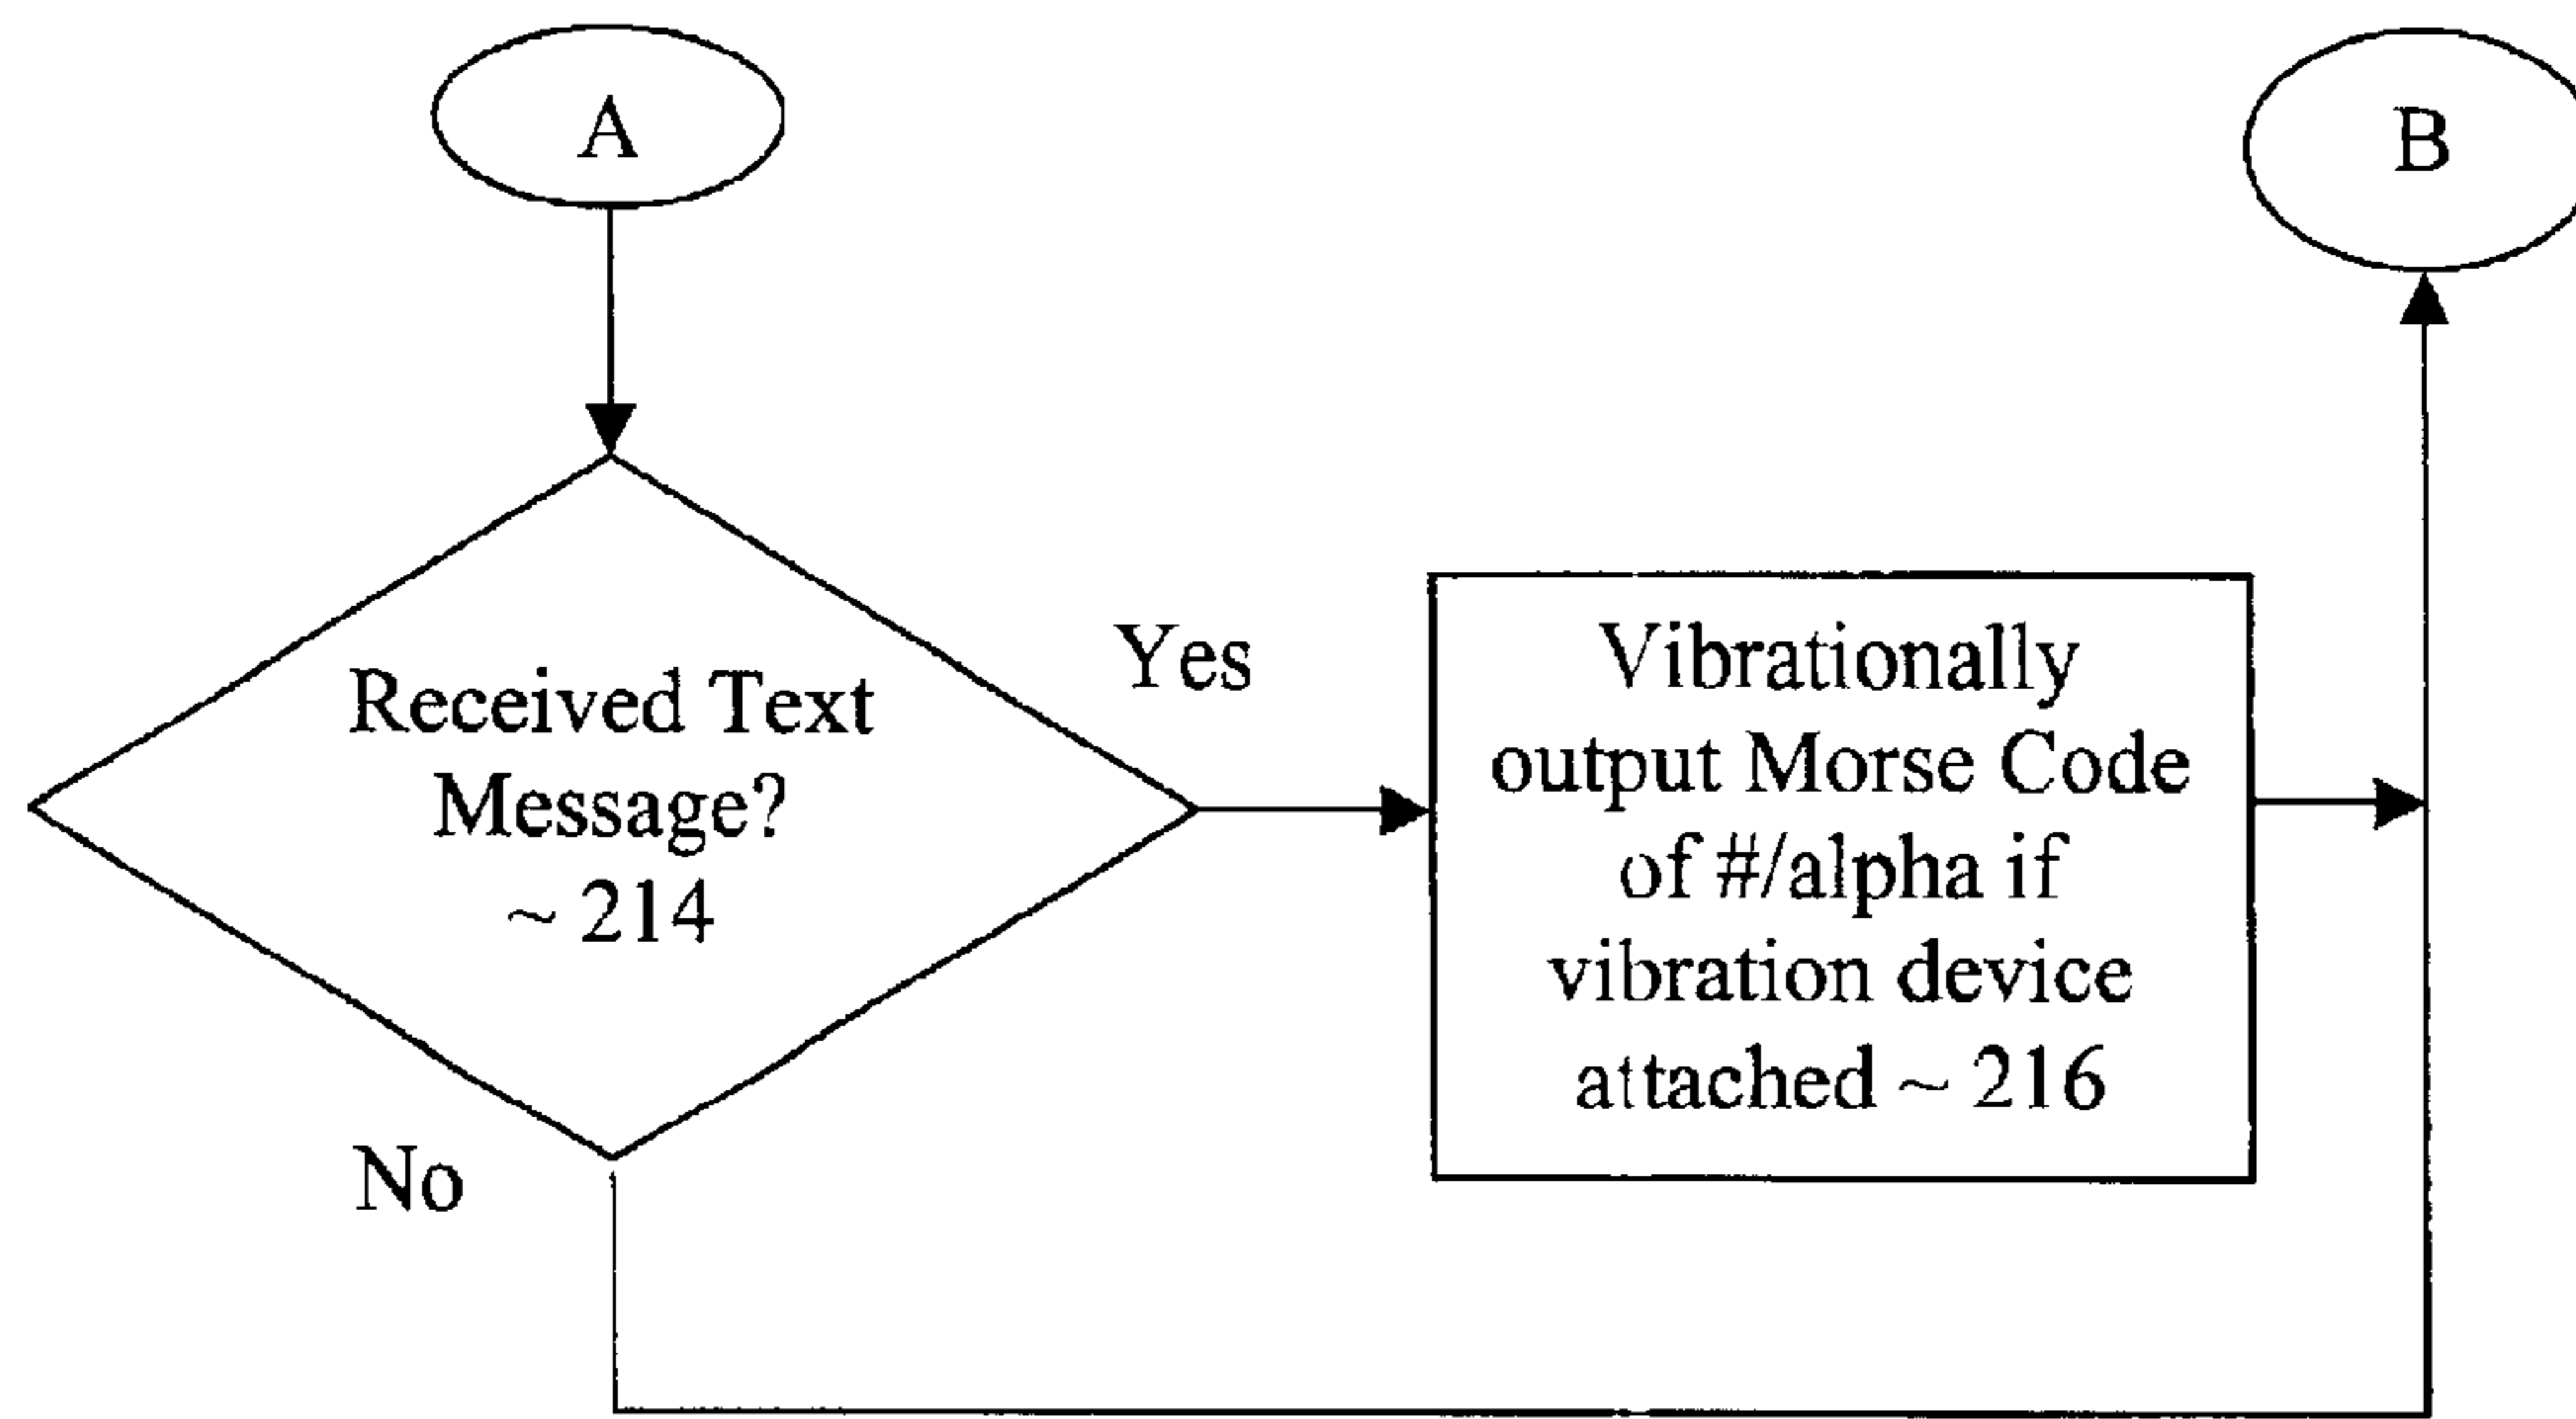 A
B
Received Text
Message?
~ 214
Yes
Vibrationally
output Morse Code
of #/alpha if
vibration device
attached ~ 216
No